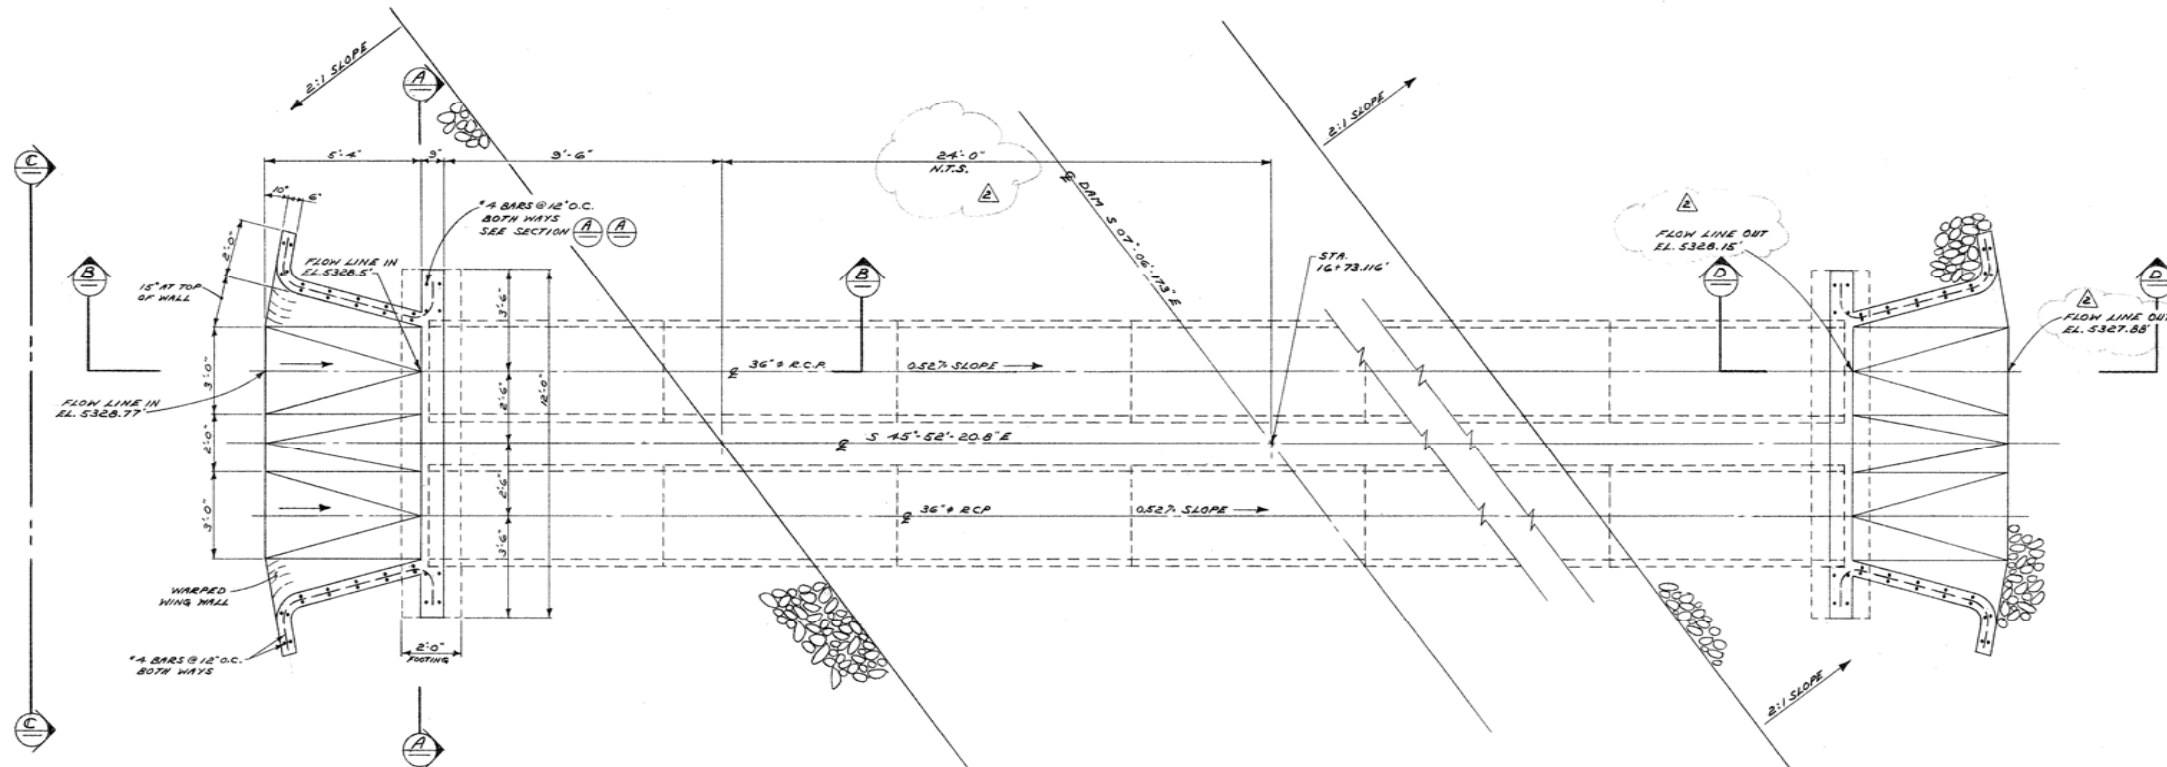 2:1 SLOPE
A
C
5'-4"
9"
9'-6"
24'-0"
N.T.S.
2
2:1 SLOPE
10"
6"
#4 BARS @ 12" O.C.
BOTH WAYS
SEE SECTION A A
℄ DAM S 07°-06'-17.3" E
2
FLOW LINE OUT
EL. 5328.15'
2'-0"
B
FLOW LINE IN
EL. 5328.5'
B
STA.
16+73.116'
D
D
15" AT TOP
OF WALL
3'-6"
2
FLOW LINE OUT
EL. 5327.88'
3'-0"
℄ 36" ⌀ R.C.P.
0.52% SLOPE
FLOW LINE IN
EL. 5328.77'
2'-6"
12'-0"
2'-0"
℄ S 45°-52'-20.8" E
2'-6"
3'-0"
℄ 36" ⌀ RCP
0.52% SLOPE
3'-6"
WARPED
WING WALL
2'-0"
FOOTING
#4 BARS @ 12" O.C.
BOTH WAYS
2:1 SLOPE
C
A